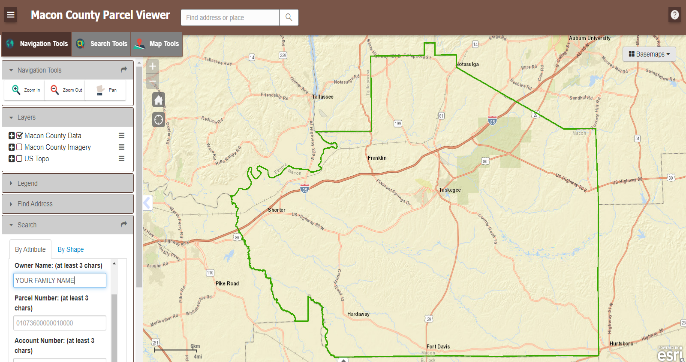 Macon County Parcel Viewer
Find address or place
?
Navigation Tools
Search Tools
Map Tools
Basemaps
Navigation Tools
Zoom In
Zoom Out
Pan
Layers
Macon County Data
Macon County Imagery
US Topo
Legend
Find Address
Search
By Attribute
By Shape
Owner Name: (at least 3 chars)
YOUR FAMILY NAME
Parcel Number: (at least 3
chars)
01073600000010000
Account Number: (at least 3
chars)
Auburn University
Notasulga
Tallassee
Franklin
Tuskegee
Shorter
Pike Road
Hardaway
Fort Davis
Hurtsboro
esri